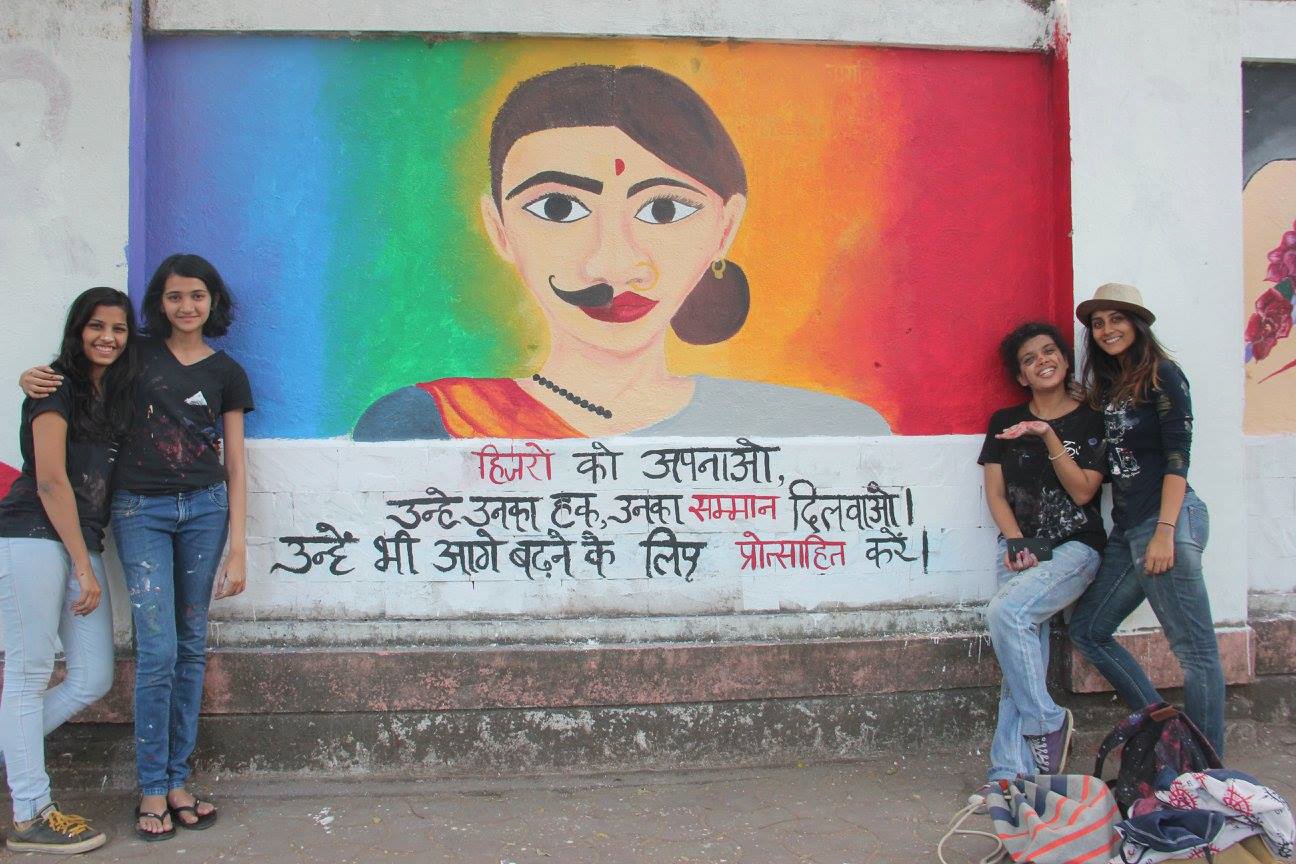 हिजरों को अपनाओ,
उन्हे उनका हक, उनका सम्मान दिलवाओ।
उन्हें भी आगे बढ़ने के लिए प्रोत्साहित करें।